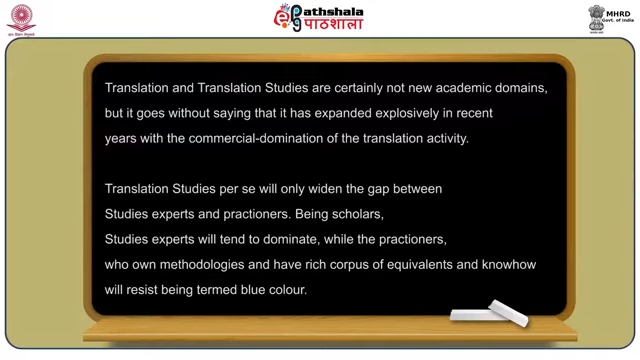 Pathshala
पाठशाला
MHRD
Govt. of India
Translation and Translation Studies are certainly not new academic domains,
but it goes without saying that it has expanded explosively in recent
years with the commercial-domination of the translation activity.
Translation Studies per se will only widen the gap between
Studies experts and practioners. Being scholars,
Studies experts will tend to dominate, while the practioners,
who own methodologies and have rich corpus of equivalents and knowhow
will resist being termed blue colour.